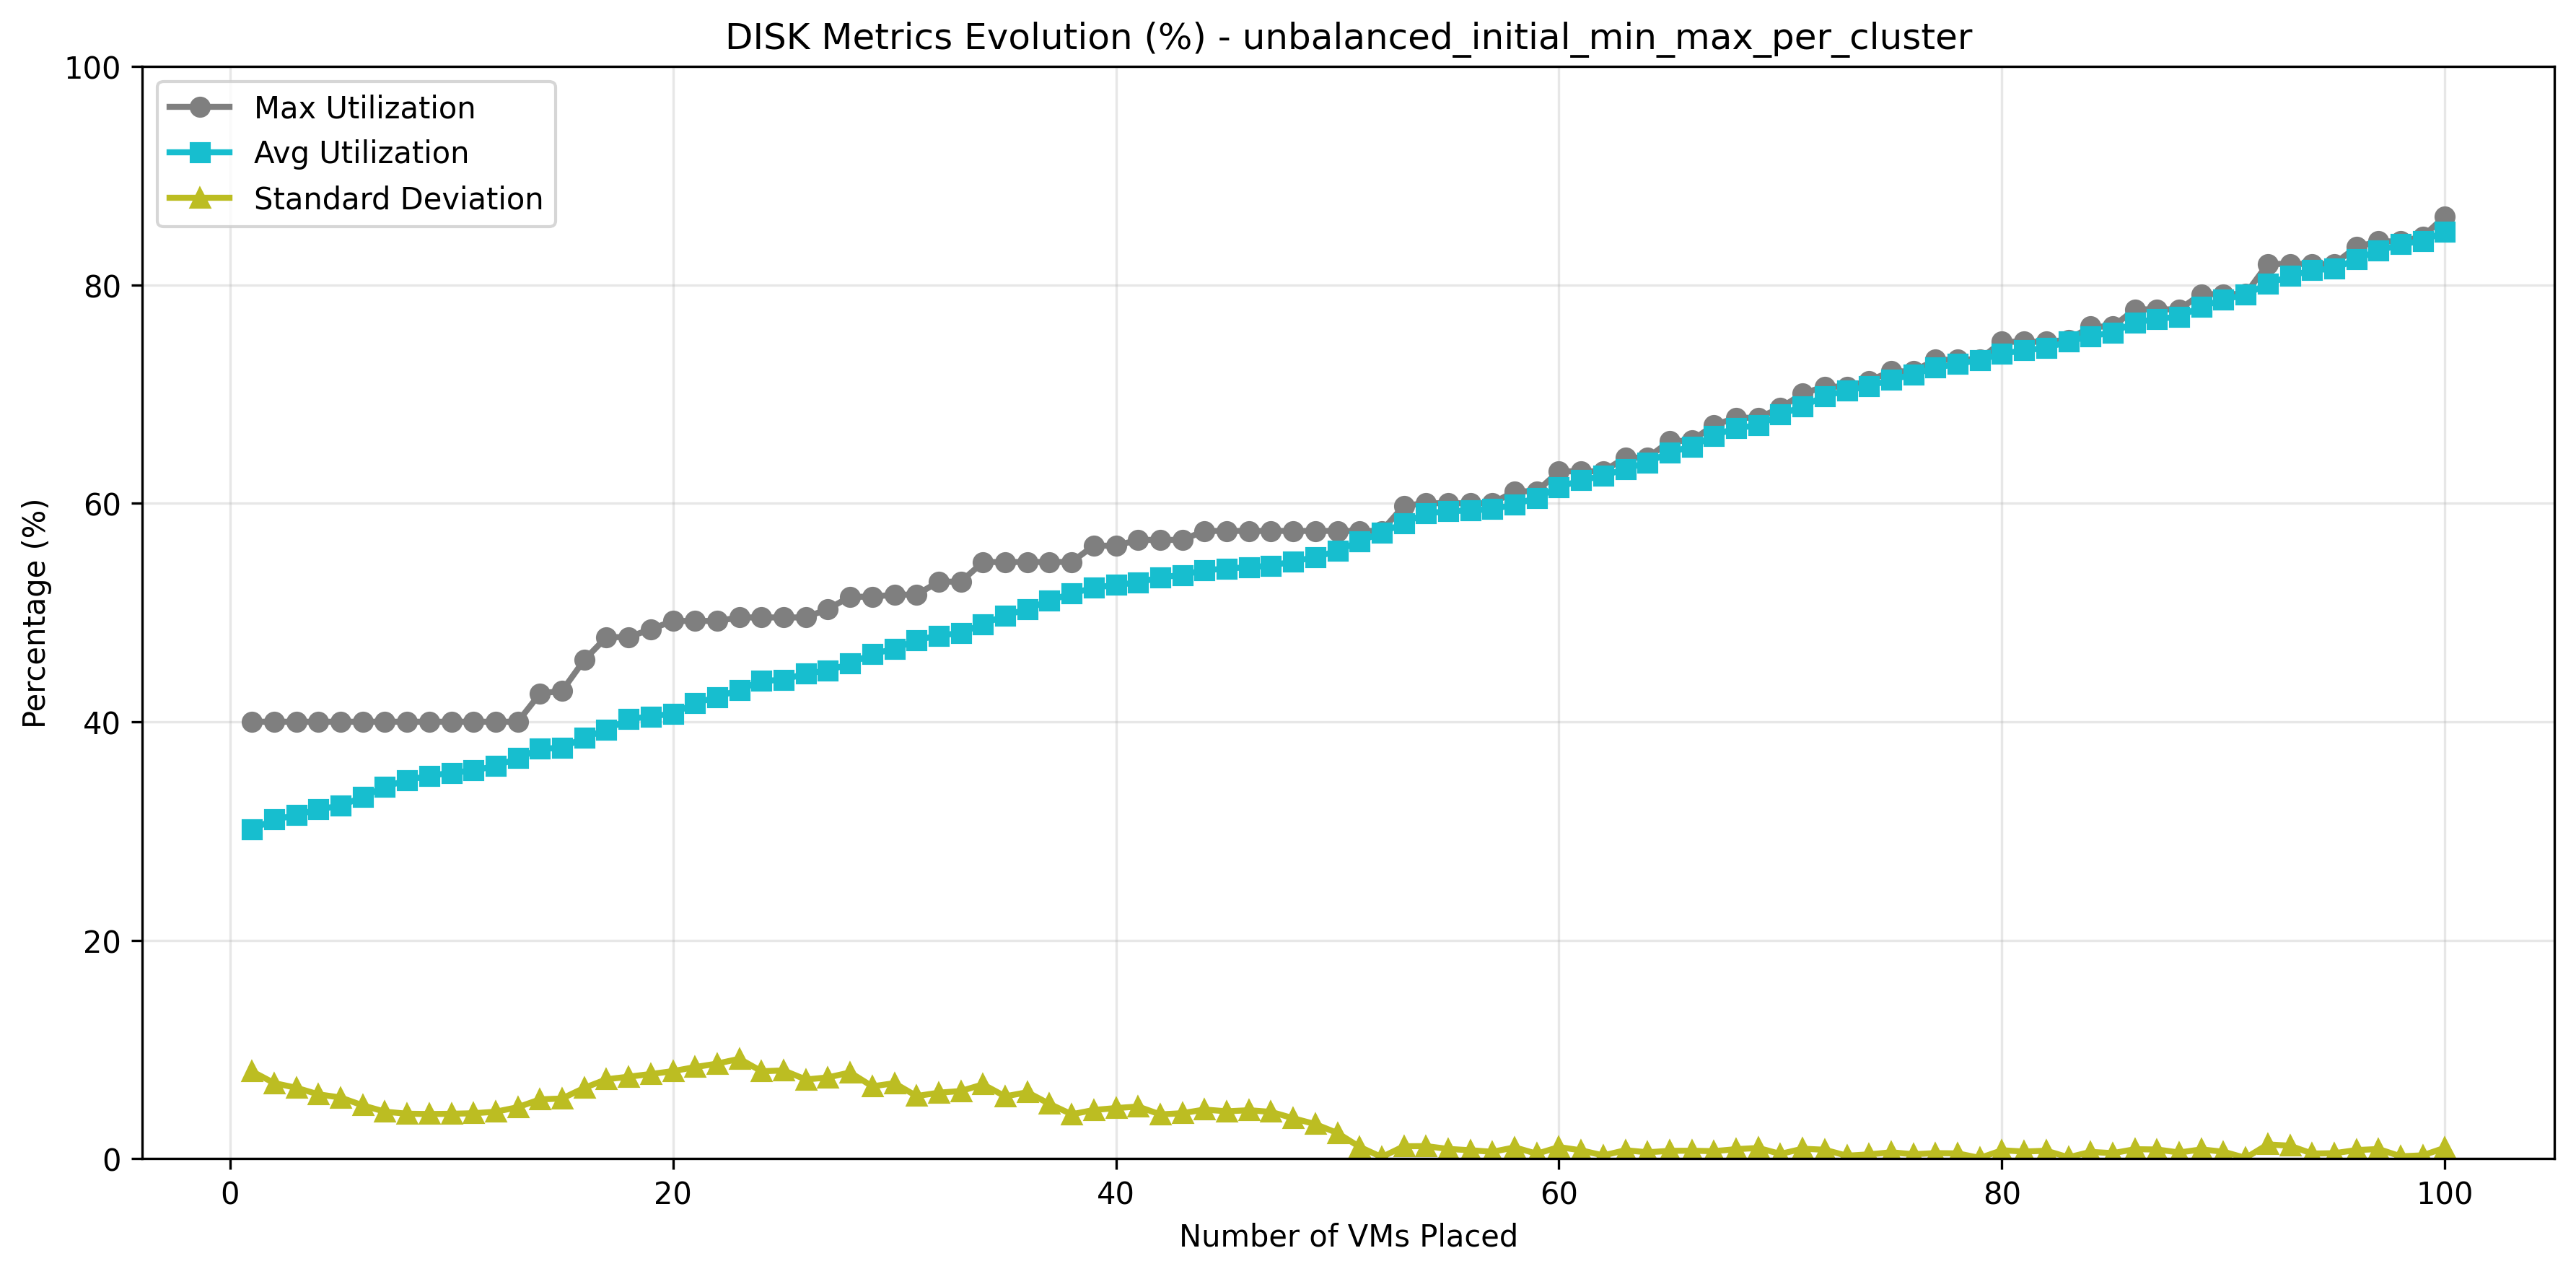 DISK Metrics Evolution (%) - unbalanced_initial_min_max_per_cluster
Max Utilization
Avg Utilization
Standard Deviation
Percentage (%)
100
80
60
40
20
0
0 20 40 60 80 100
Number of VMs Placed